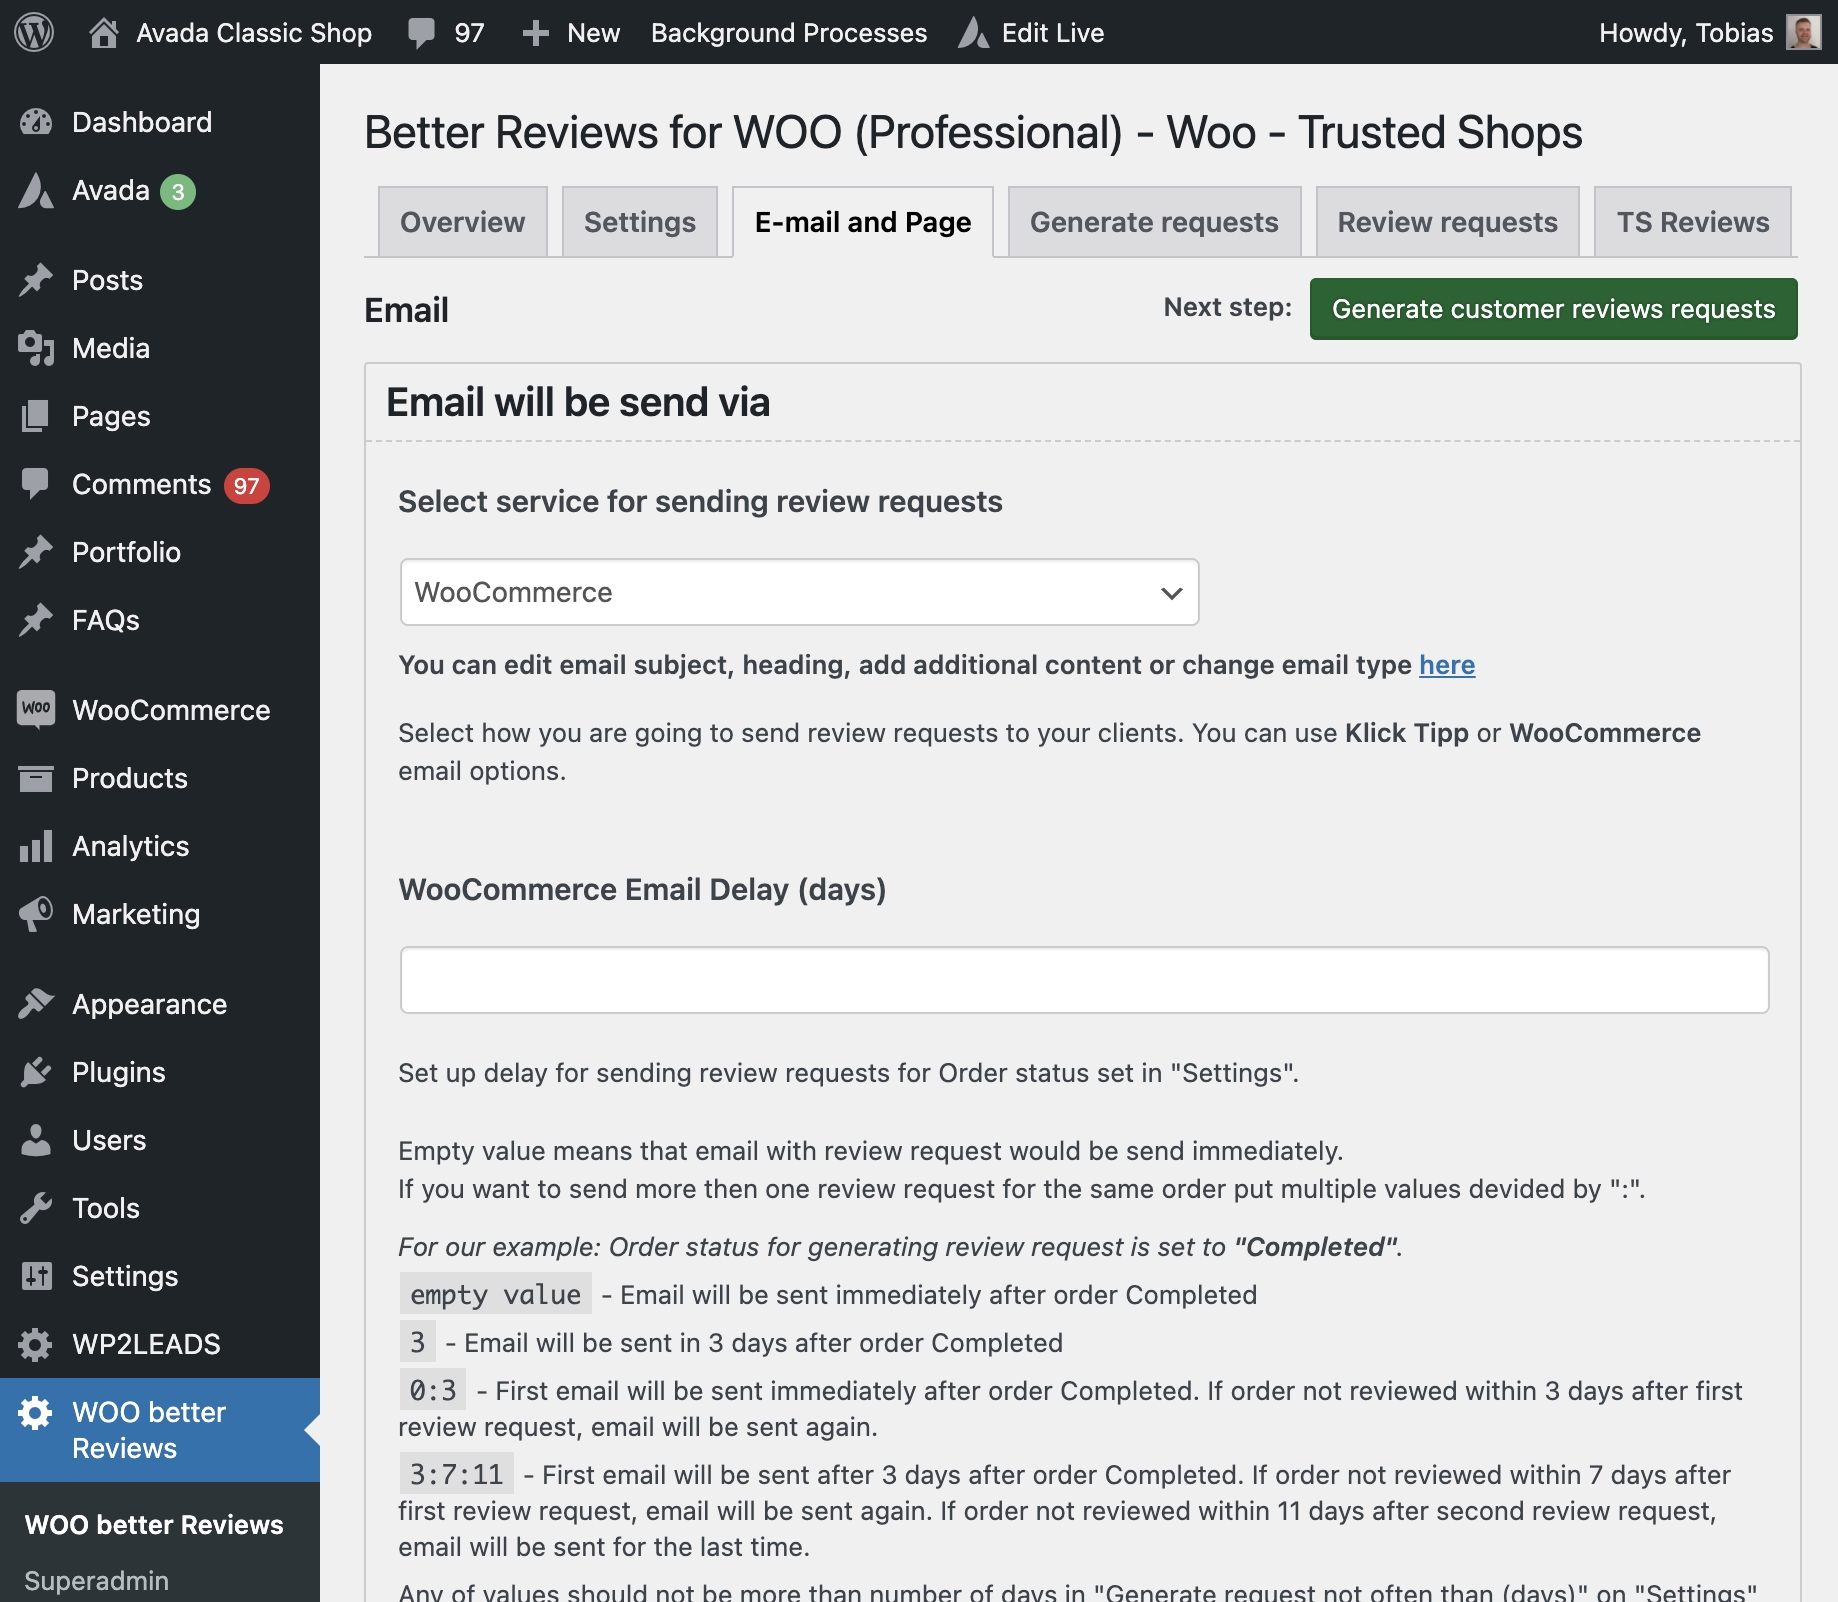 Avada Classic Shop 97 New Background Processes Edit Live Howdy, Tobias
Dashboard
Avada 3
Posts
Media
Pages
Comments 97
Portfolio
FAQs
Woo WooCommerce
Products
Analytics
Marketing
Appearance
Plugins
Users
Tools
Settings
WP2LEADS
WOO better
Reviews
WOO better Reviews
Superadmin
Better Reviews for WOO (Professional) - Woo - Trusted Shops
Overview Settings E-mail and Page Generate requests Review requests TS Reviews
Email Next step: Generate customer reviews requests
Email will be send via
Select service for sending review requests
WooCommerce
You can edit email subject, heading, add additional content or change email type here
Select how you are going to send review requests to your clients. You can use Klick Tipp or WooCommerce
email options.
WooCommerce Email Delay (days)
Set up delay for sending review requests for Order status set in "Settings".
Empty value means that email with review request would be send immediately.
If you want to send more then one review request for the same order put multiple values devided by ":".
For our example: Order status for generating review request is set to "Completed".
empty value - Email will be sent immediately after order Completed
3 - Email will be sent in 3 days after order Completed
0:3 - First email will be sent immediately after order Completed. If order not reviewed within 3 days after first
review request, email will be sent again.
3:7:11 - First email will be sent after 3 days after order Completed. If order not reviewed within 7 days after
first review request, email will be sent again. If order not reviewed within 11 days after second review request,
email will be sent for the last time.
Any of values should not be more than number of days in "Generate request not often than (days)" on "Settings"